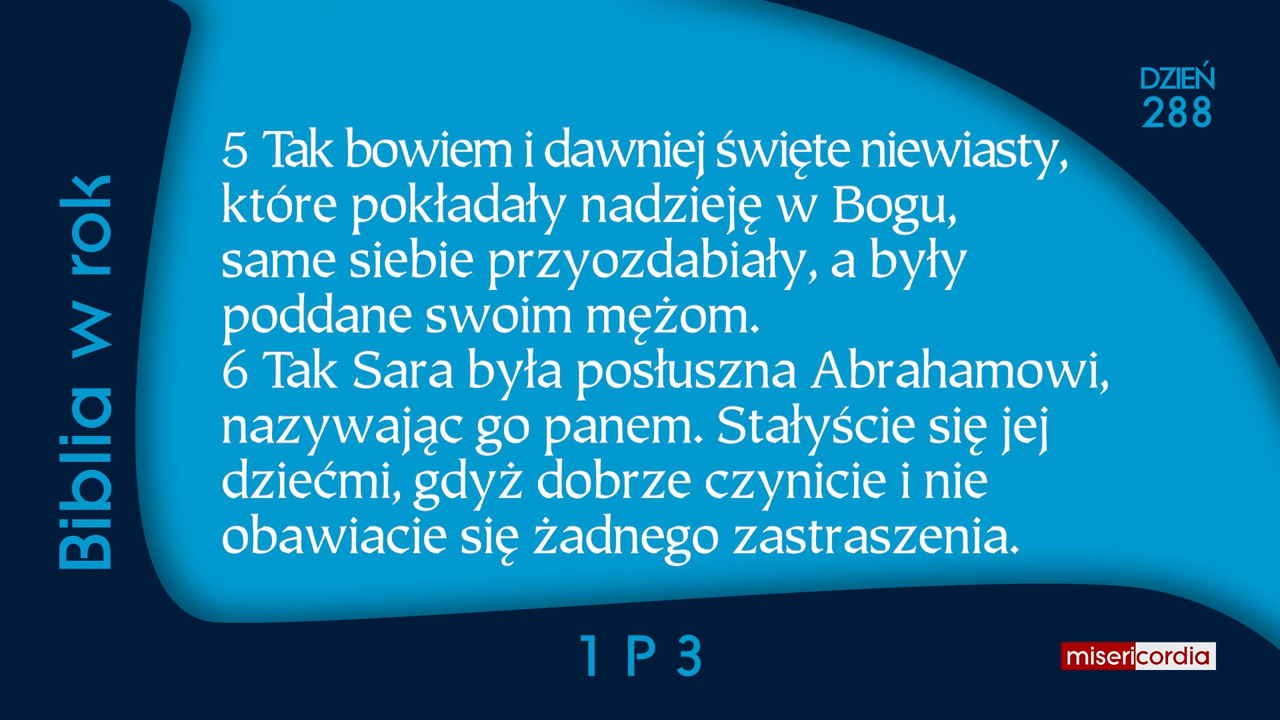 DZIEŃ
288
5 Tak bowiem i dawniej święte niewiasty,
które pokładały nadzieję w Bogu,
same siebie przyozdabiały, a były
poddane swoim mężom.
6 Tak Sara była posłuszna Abrahamowi,
nazywając go panem. Stałyście się jej
dziećmi, gdyż dobrze czynicie i nie
obawiacie się żadnego zastraszenia.
Biblia w rok
1 P 3
misericordia